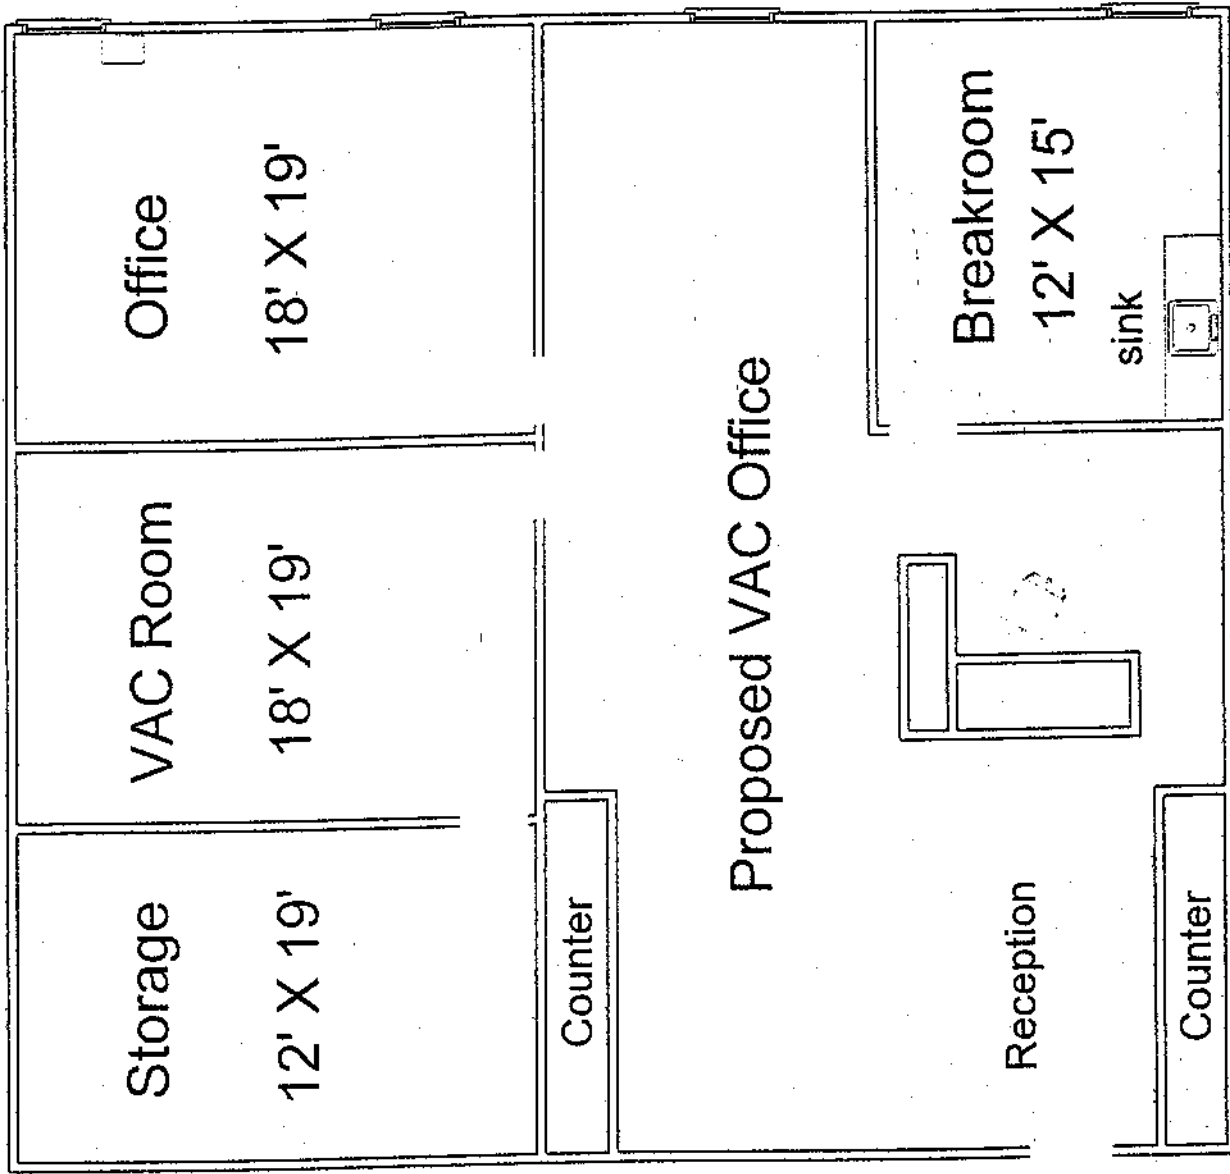 Storage
12' X 19'
VAC Room
18' X 19'
Office
18' X 19'
Counter
Proposed VAC Office
Breakroom
12' X 15'
sink
Reception
Counter